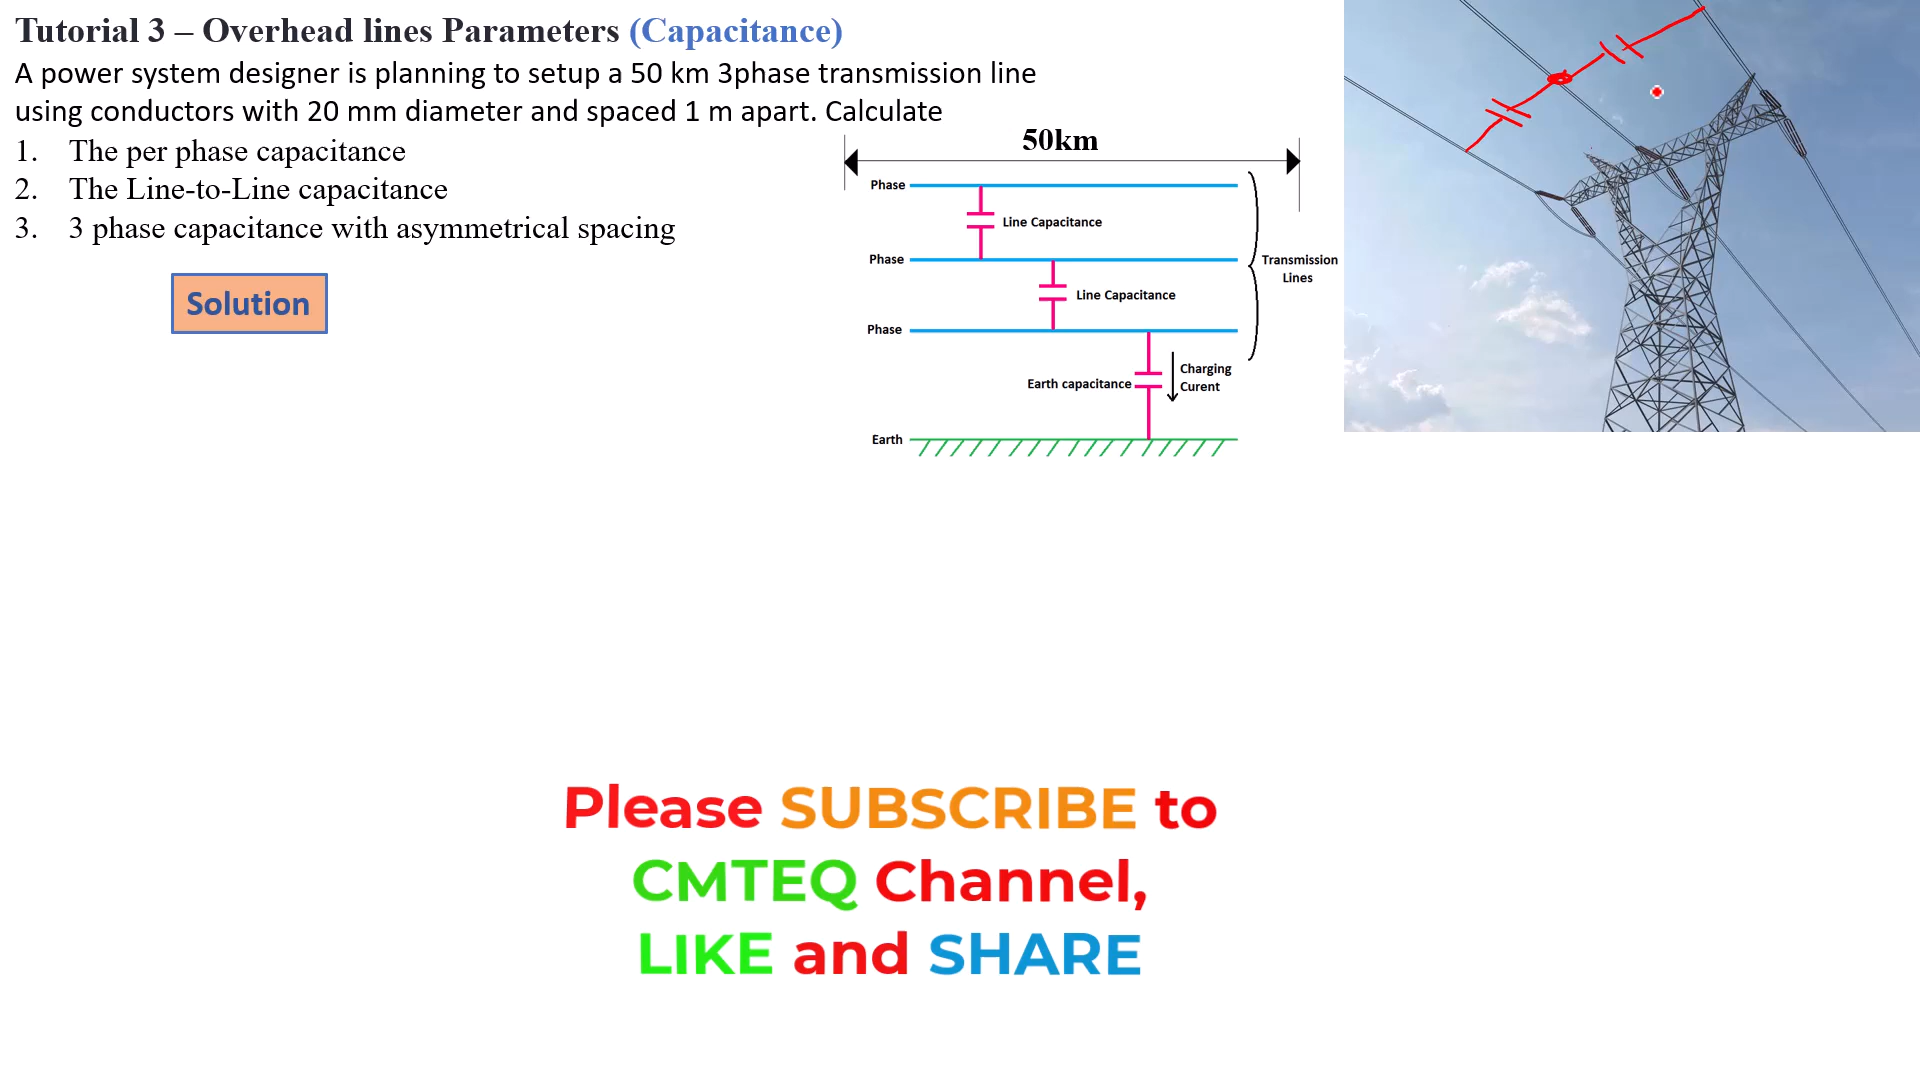 Tutorial 3 – Overhead lines Parameters (Capacitance)
A power system designer is planning to setup a 50 km 3phase transmission line
using conductors with 20 mm diameter and spaced 1 m apart. Calculate
1. The per phase capacitance
2. The Line-to-Line capacitance
3. 3 phase capacitance with asymmetrical spacing
Solution
50km
Phase
Line Capacitance
Phase
Transmission
Lines
Line Capacitance
Phase
Charging
Curent
Earth capacitance
Earth
Please SUBSCRIBE to
CMTEQ Channel,
LIKE and SHARE